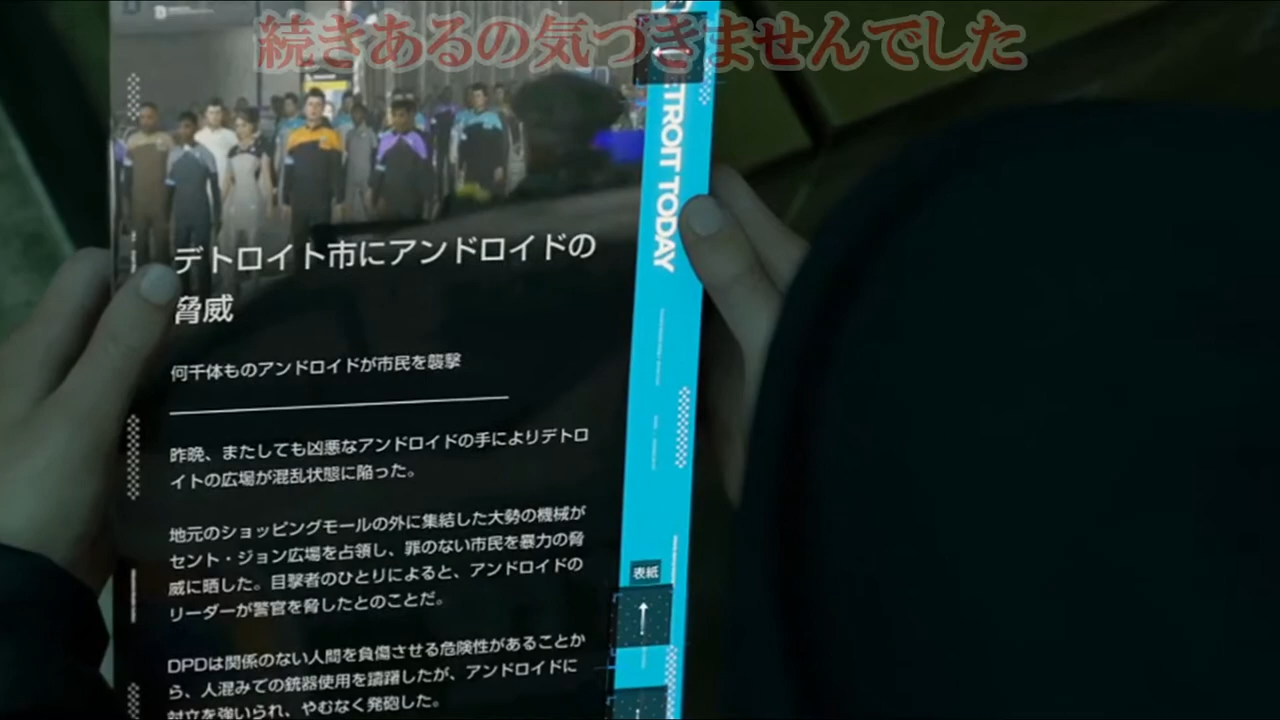 続きあるの気づきませんでした
デトロイト市にアンドロイドの
脅威
何千体ものアンドロイドが市民を襲撃
昨晩、またしても凶悪なアンドロイドの手によりデトロ
イトの広場が混乱状態に陥った。
地元のショッピングモールの外に集結した大勢の機械が
セント・ジョン広場を占領し、罪のない市民を暴力の脅
威に晒した。目撃者のひとりによると、アンドロイドの
リーダーが警官を脅したとのことだ。
DPDは関係のない人間を負傷させる危険性があることか
ら、人混みでの銃器使用を躊躇したが、アンドロイドに
対立を強いられ、やむなく発砲した。
TROIT TODAY
表紙